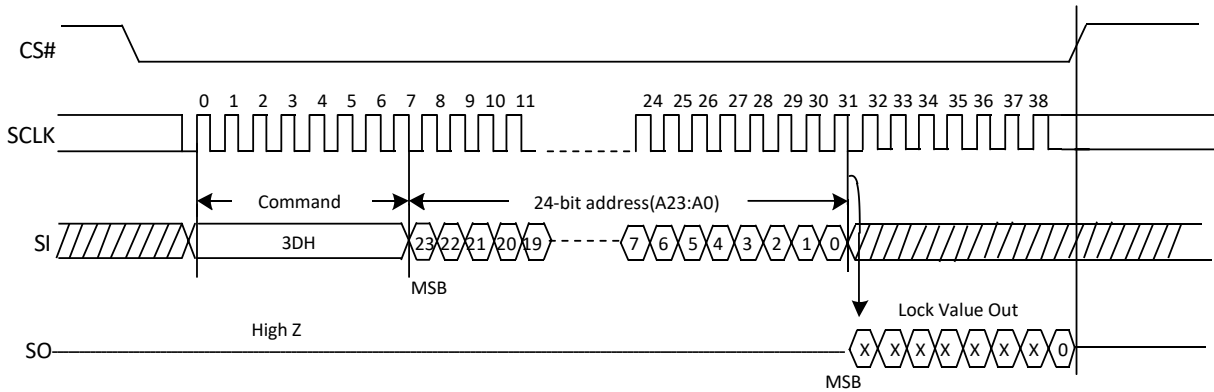 CS#
0 1 2 3 4 5 6 7 8 9 10 11 24 25 26 27 28 29 30 31 32 33 34 35 36 37 38
SCLK
Command 24-bit address(A23:A0)
SI 3DH 23 22 21 20 19 7 6 5 4 3 2 1 0
MSB
Lock Value Out
High Z
SO X X X X X X X 0
MSB